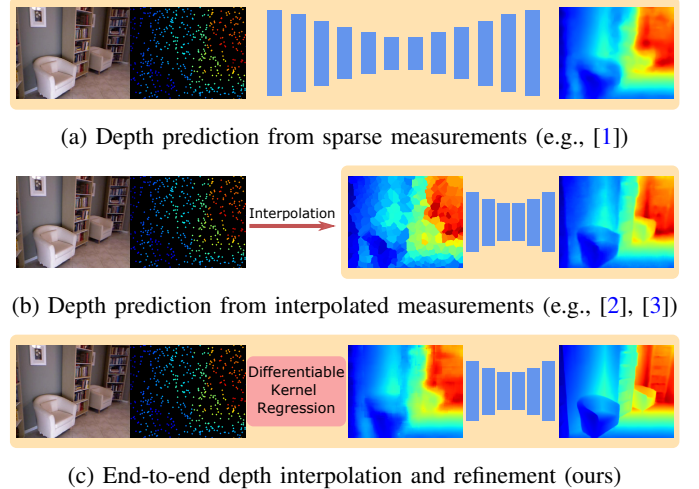 (a) Depth prediction from sparse measurements (e.g., [1])
Interpolation
(b) Depth prediction from interpolated measurements (e.g., [2], [3])
Differentiable
Kernel
Regression
(c) End-to-end depth interpolation and refinement (ours)